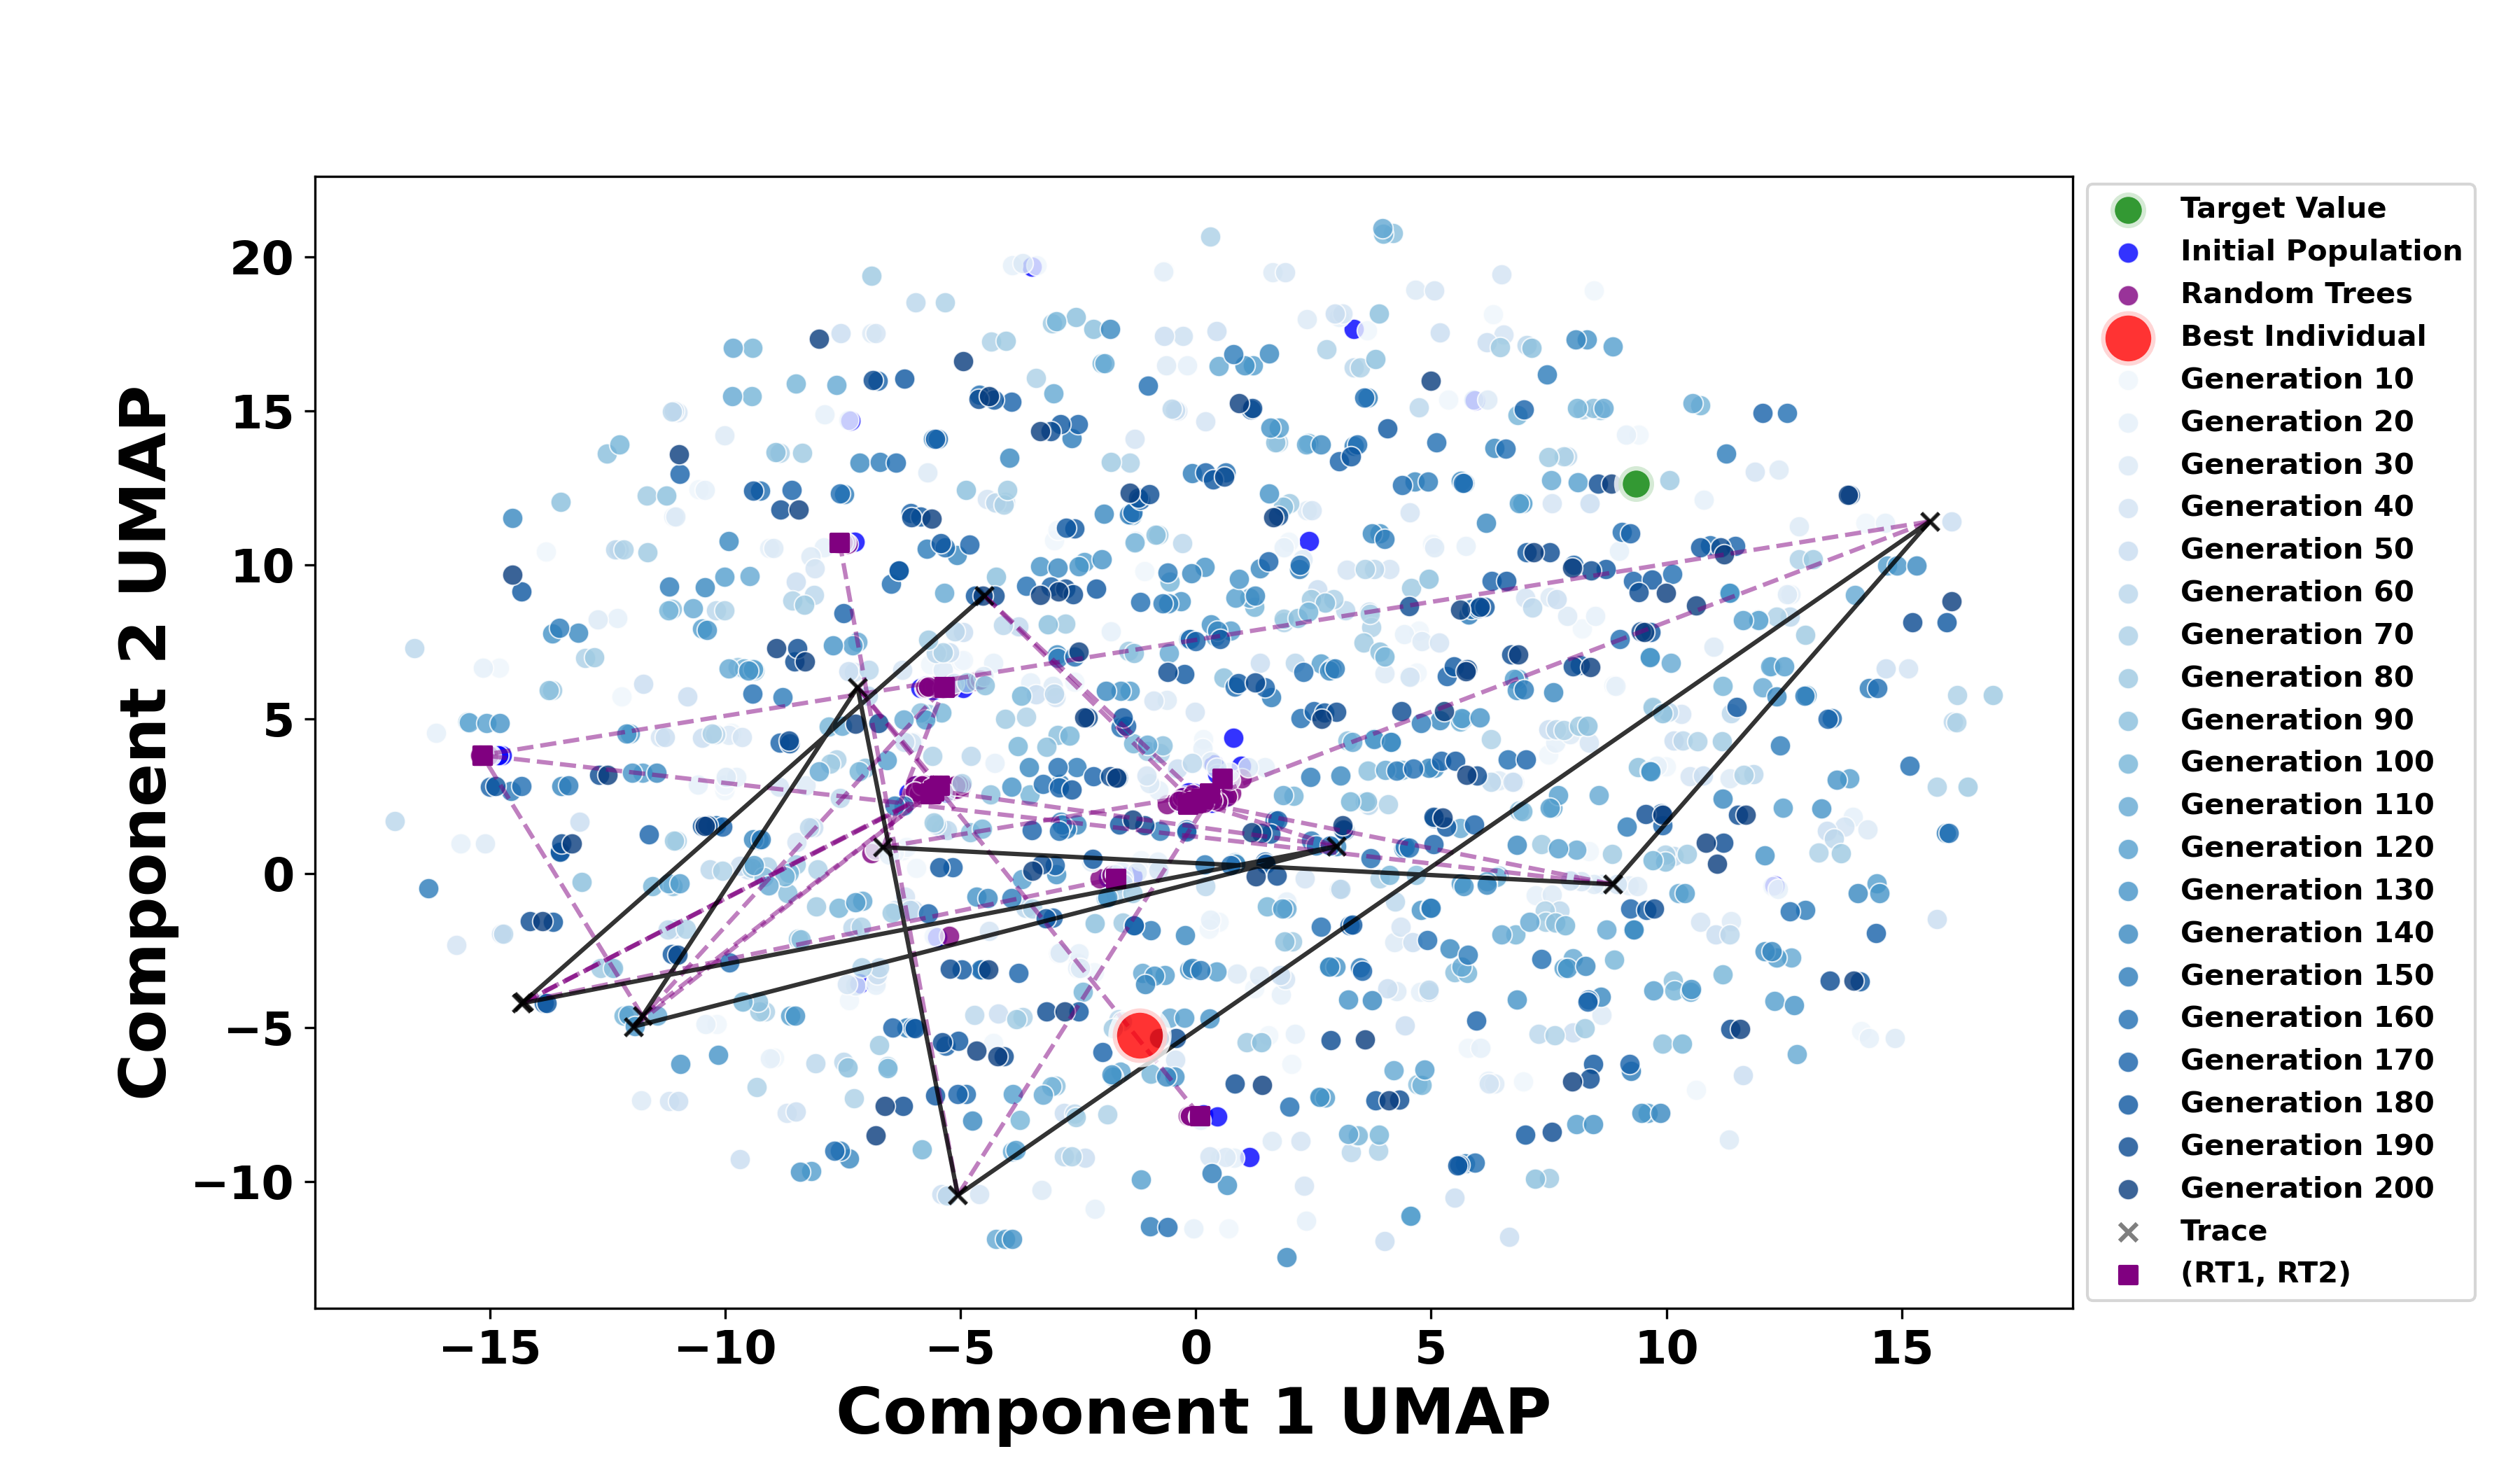 Component 2 UMAP
20
15
10
5
0
−5
−10
−15
−10
−5
0
5
10
15
Component 1 UMAP
Target Value
Initial Population
Random Trees
Best Individual
Generation 10
Generation 20
Generation 30
Generation 40
Generation 50
Generation 60
Generation 70
Generation 80
Generation 90
Generation 100
Generation 110
Generation 120
Generation 130
Generation 140
Generation 150
Generation 160
Generation 170
Generation 180
Generation 190
Generation 200
Trace
(RT1, RT2)